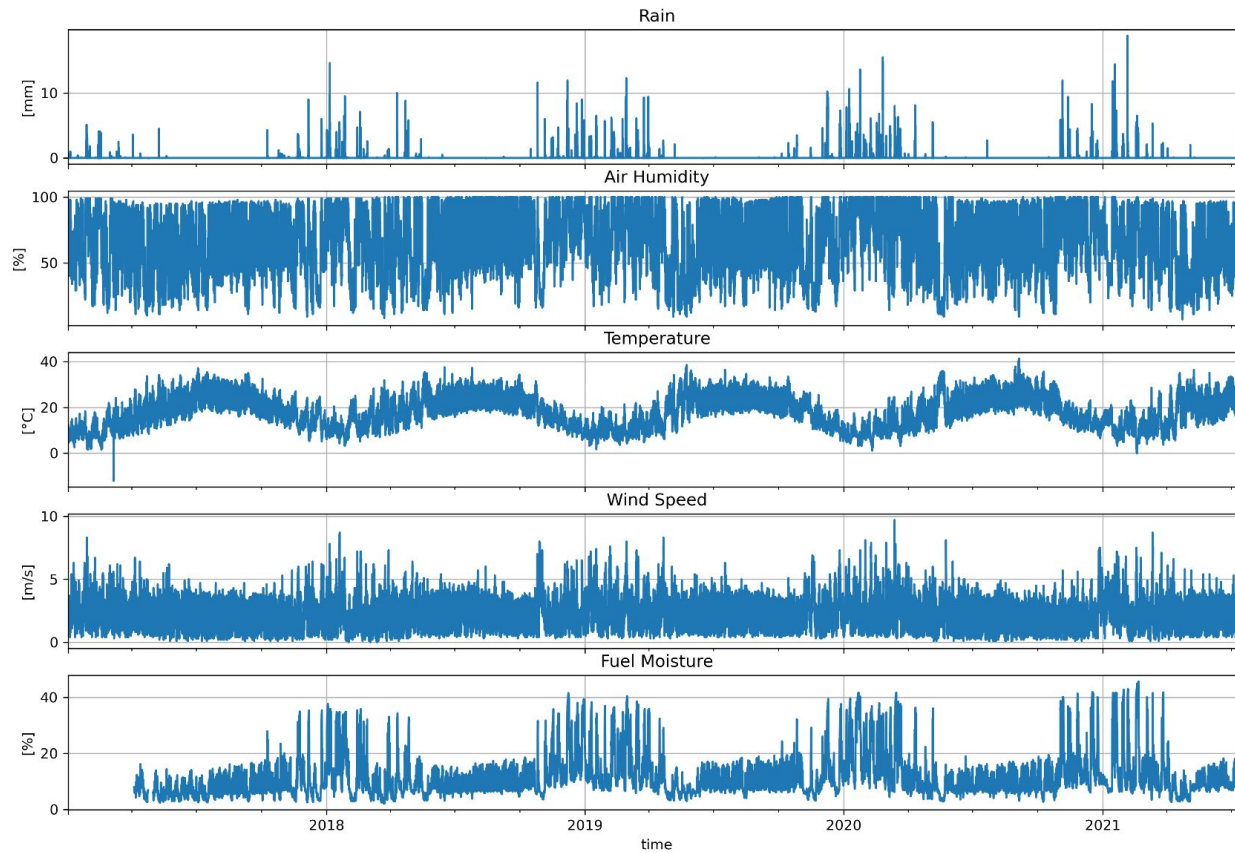 Rain
[mm]
10
0
Air Humidity
[%]
100
50
Temperature
[°C]
40
20
0
Wind Speed
[m/s]
10
5
0
Fuel Moisture
[%]
40
20
0
2018 2019 2020 2021
time